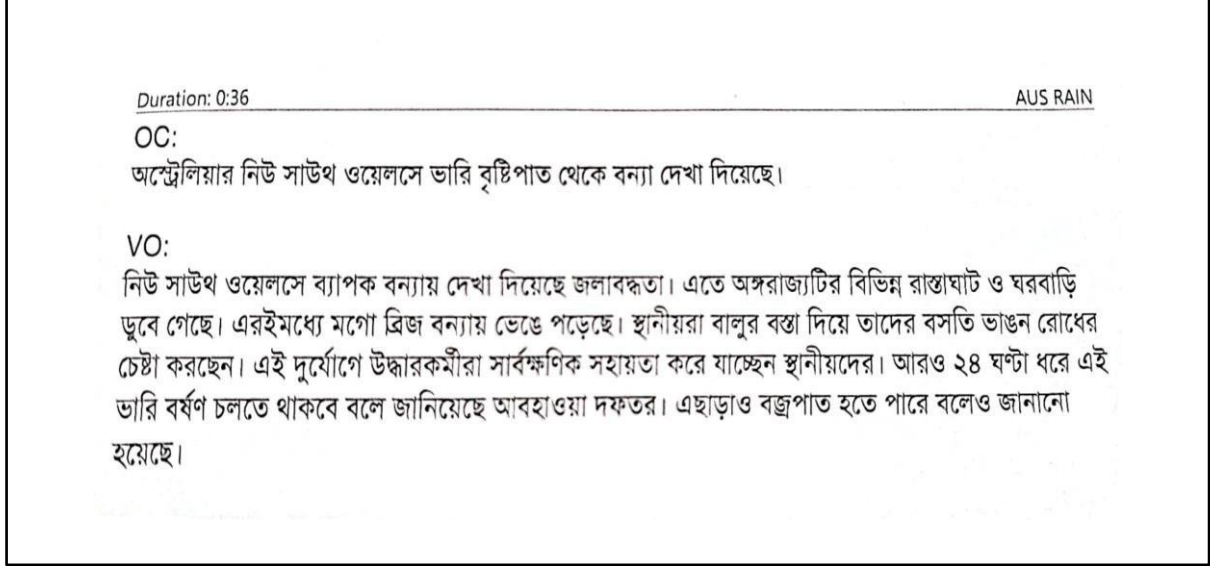 Duration: 0:36 AUS RAIN
OC:
অস্ট্রেলিয়ার নিউ সাউথ ওয়েলসে ভারি বৃষ্টিপাত থেকে বন্যা দেখা দিয়েছে।
VO:
নিউ সাউথ ওয়েলসে ব্যাপক বন্যায় দেখা দিয়েছে জলাবদ্ধতা। এতে অঙ্গরাজ্যটির বিভিন্ন রাস্তাঘাট ও ঘরবাড়ি
ডুবে গেছে। এরইমধ্যে মগো ব্রিজ বন্যায় ভেঙে পড়েছে। স্থানীয়রা বালুর বস্তা দিয়ে তাদের বসতি ভাঙন রোধের
চেষ্টা করছেন। এই দুর্যোগে উদ্ধারকর্মীরা সার্বক্ষণিক সহায়তা করে যাচ্ছেন স্থানীয়দের। আরও ২৪ ঘণ্টা ধরে এই
ভারি বর্ষণ চলতে থাকবে বলে জানিয়েছে আবহাওয়া দফতর। এছাড়াও বজ্রপাত হতে পারে বলেও জানানো
হয়েছে।